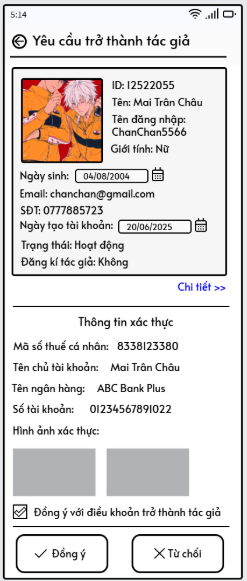 5:14
Yêu cầu trở thành tác giả
ID: 12522055
Tên: Mai Trân Châu
Tên đăng nhập:
ChanChan5566
Giới tính: Nữ
Ngày sinh: 04/08/2004
Email: chanchan@gmail.com
SĐT: 0777885723
Ngày tạo tài khoản: 20/06/2025
Trạng thái: Hoạt động
Đăng kí tác giả: Không
Chi tiết >>
Thông tin xác thực
Mã số thuế cá nhân: 8338123380
Tên chủ tài khoản: Mai Trân Châu
Tên ngân hàng: ABC Bank Plus
Số tài khoản: 01234567891022
Hình ảnh xác thực:
Đồng ý với điều khoản trở thành tác giả
Đồng ý
Từ chối